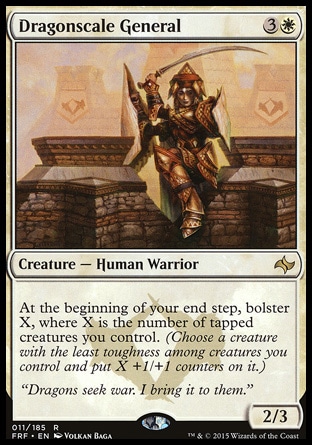 Dragonscale General 3
Creature — Human Warrior
At the beginning of your end step, bolster
X, where X is the number of tapped
creatures you control. (Choose a creature
with the least toughness among creatures you
control and put X +1/+1 counters on it.)
“Dragons seek war. I bring it to them.”
2/3
011/185 R
FRF • EN Volkan Baga
™ & © 2015 Wizards of the Coast